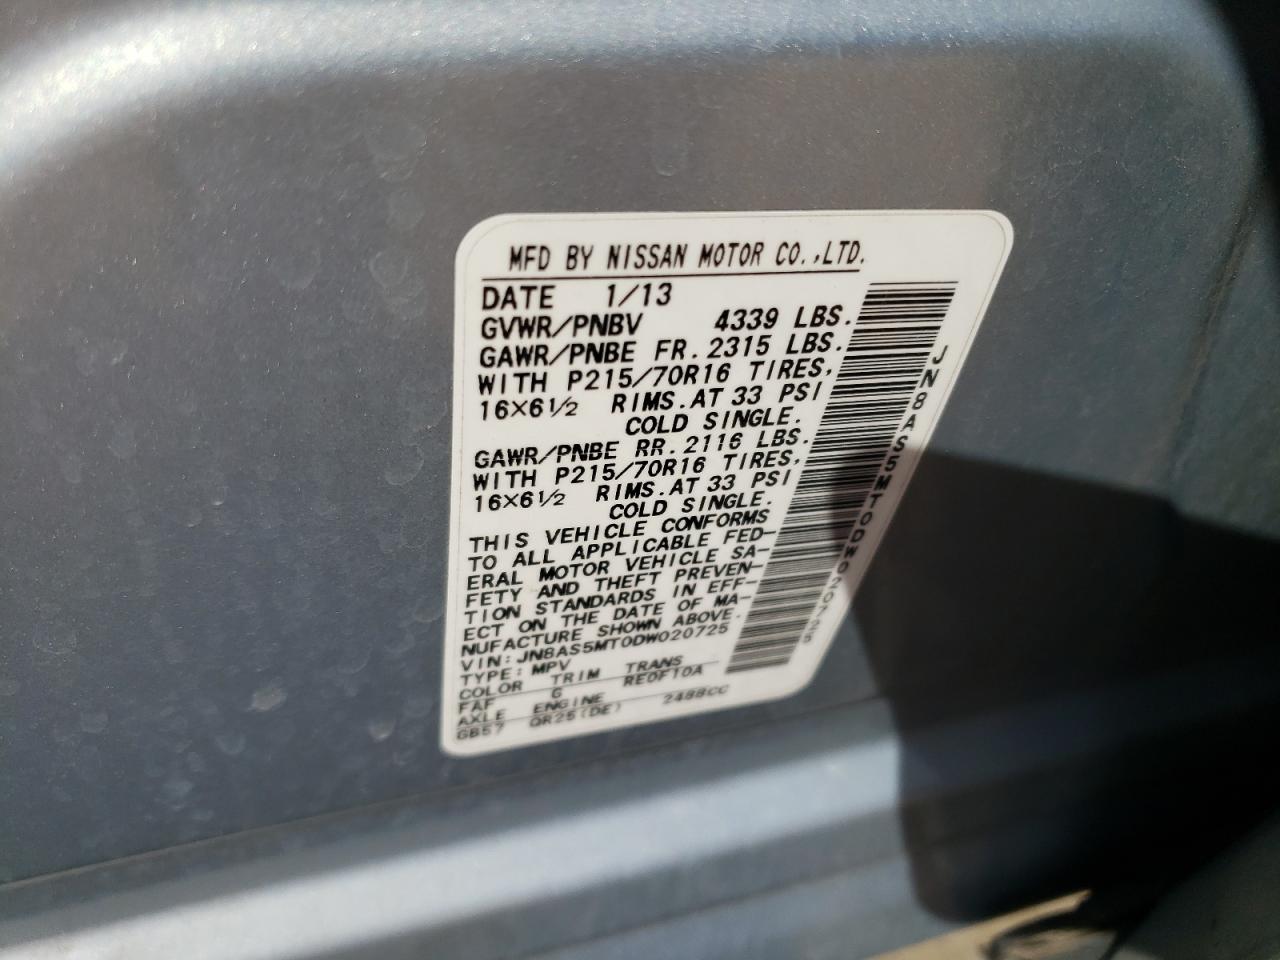 MFD BY NISSAN MOTOR CO.,LTD.
DATE 1/13
GVWR/PNBV 4339 LBS.
GAWR/PNBE FR. 2315 LBS.
WITH P215/70R16 TIRES,
16×6½ RIMS. AT 33 PSI
COLD SINGLE.
GAWR/PNBE RR. 2116 LBS.
WITH P215/70R16 TIRES,
16×6½ RIMS. AT 33 PSI
COLD SINGLE.
THIS VEHICLE CONFORMS
TO ALL APPLICABLE FED-
ERAL MOTOR VEHICLE SA-
FETY AND THEFT PREVEN-
TION STANDARDS IN EFF-
ECT ON THE DATE OF MA-
NUFACTURE SHOWN ABOVE.
VIN: JN8AS5MT0DW020725
TYPE: MPV
COLOR TRIM TRANS
FAF G RE0F10A
AXLE ENGINE
GB57 QR25(DE) 2488CC
JN8AS5MT0DW020725